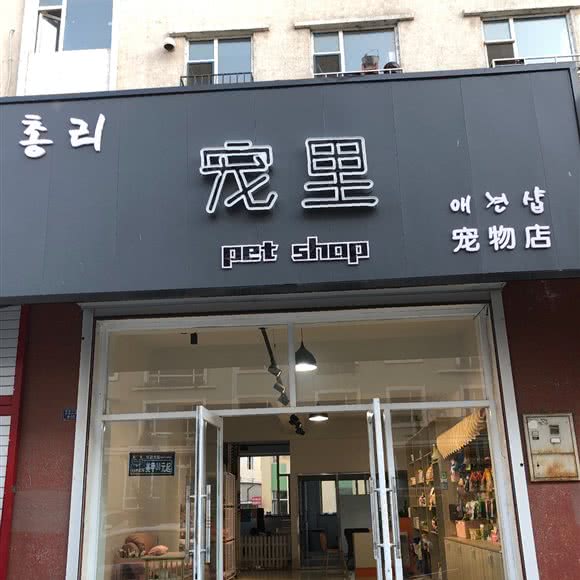 총리
宠里
pet shop
애견샵
宠物店